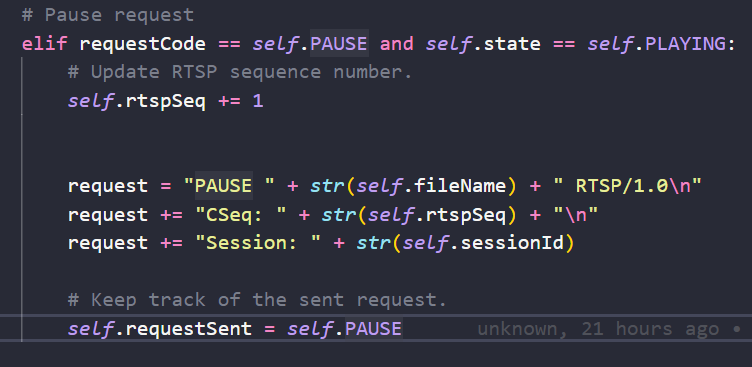 # Pause request
elif requestCode == self.PAUSE and self.state == self.PLAYING:
# Update RTSP sequence number.
self.rtspSeq += 1
request = "PAUSE " + str(self.fileName) + " RTSP/1.0\n"
request += "CSeq: " + str(self.rtspSeq) + "\n"
request += "Session: " + str(self.sessionId)
# Keep track of the sent request.
self.requestSent = self.PAUSE unknown, 21 hours ago •